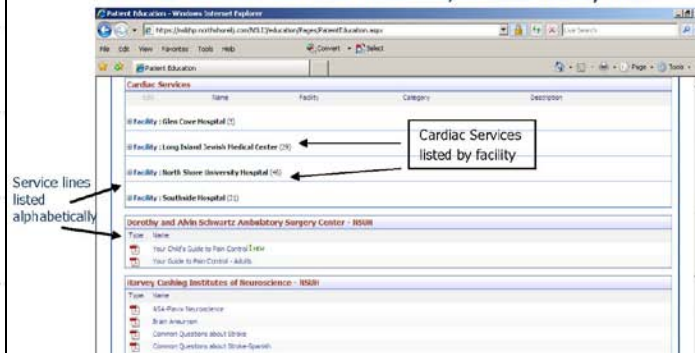 Patient Education - Windows Internet Explorer
File Edit View Favorites Tools Help
Convert Select
Patient Education
Page Tools
Cardiac Services
Name Facility Category Description
Facility : Glen Cove Hospital
Facility : Long Island Jewish Medical Center (29)
Facility : North Shore University Hospital
Facility : Southside Hospital (21)
Cardiac Services
listed by facility
Service lines
listed
alphabetically
Dorothy and Alvin Schwartz Ambulatory Surgery Center - NSUH
Type Name
Your Child's Guide to Pain Control NEW
Your Guide to Pain Control - Adults
Harvey Cushing Institutes of Neuroscience - NSUH
Type Name
Brain Aneurysm
Common Questions about Stroke
Common Questions about Stroke-Spanish